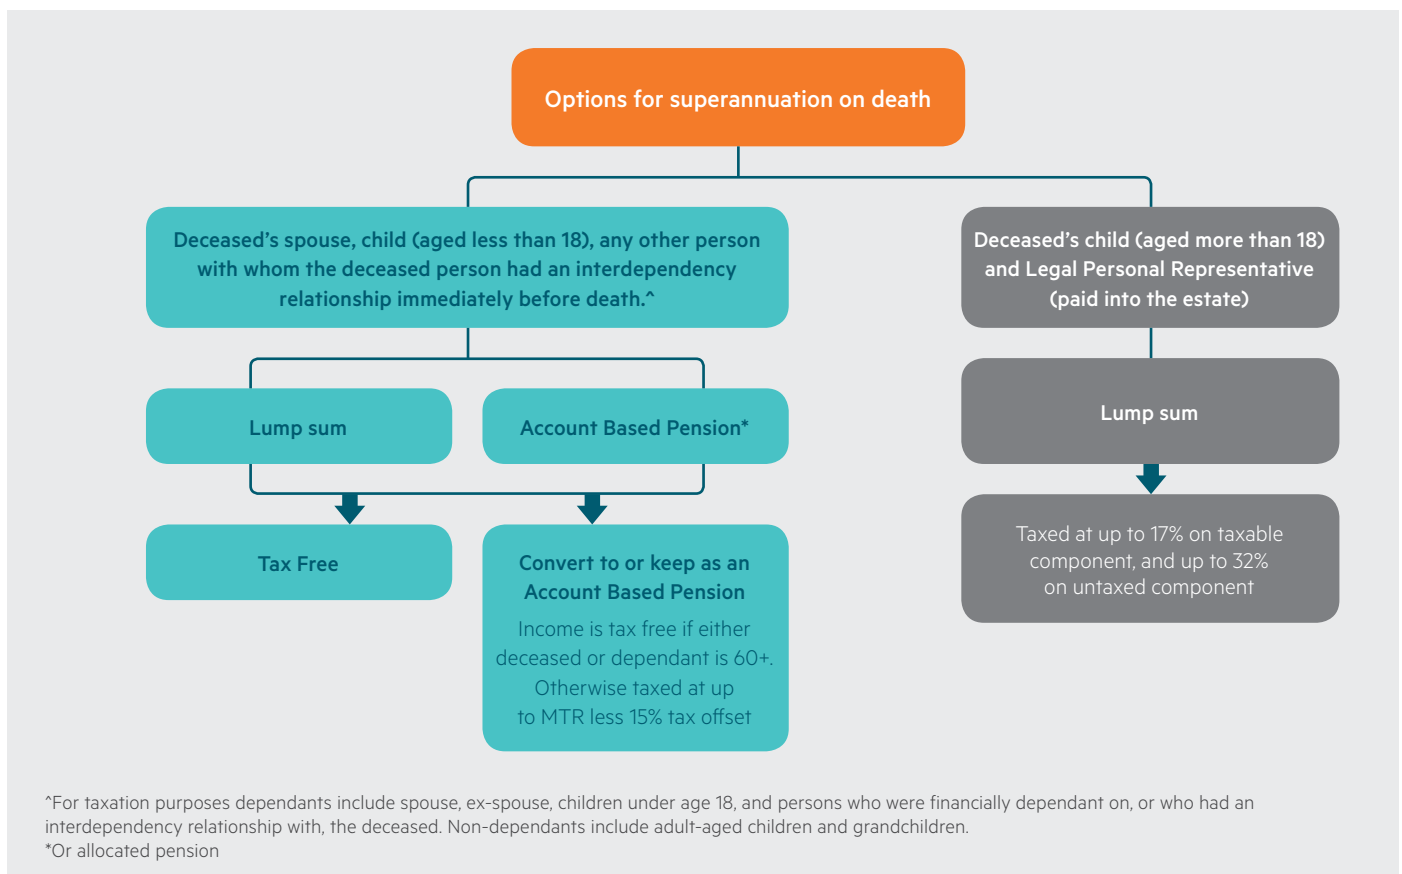 Options for superannuation on death
Deceased’s spouse, child (aged less than 18), any other person
with whom the deceased person had an interdependency
relationship immediately before death.^
Deceased’s child (aged more than 18)
and Legal Personal Representative
(paid into the estate)
Lump sum
Account Based Pension*
Lump sum
Tax Free
Convert to or keep as an
Account Based Pension
Income is tax free if either
deceased or dependant is 60+.
Otherwise taxed at up
to MTR less 15% tax offset
Taxed at up to 17% on taxable
component, and up to 32%
on untaxed component
^For taxation purposes dependants include spouse, ex-spouse, children under age 18, and persons who were financially dependant on, or who had an
interdependency relationship with, the deceased. Non-dependants include adult-aged children and grandchildren.
*Or allocated pension